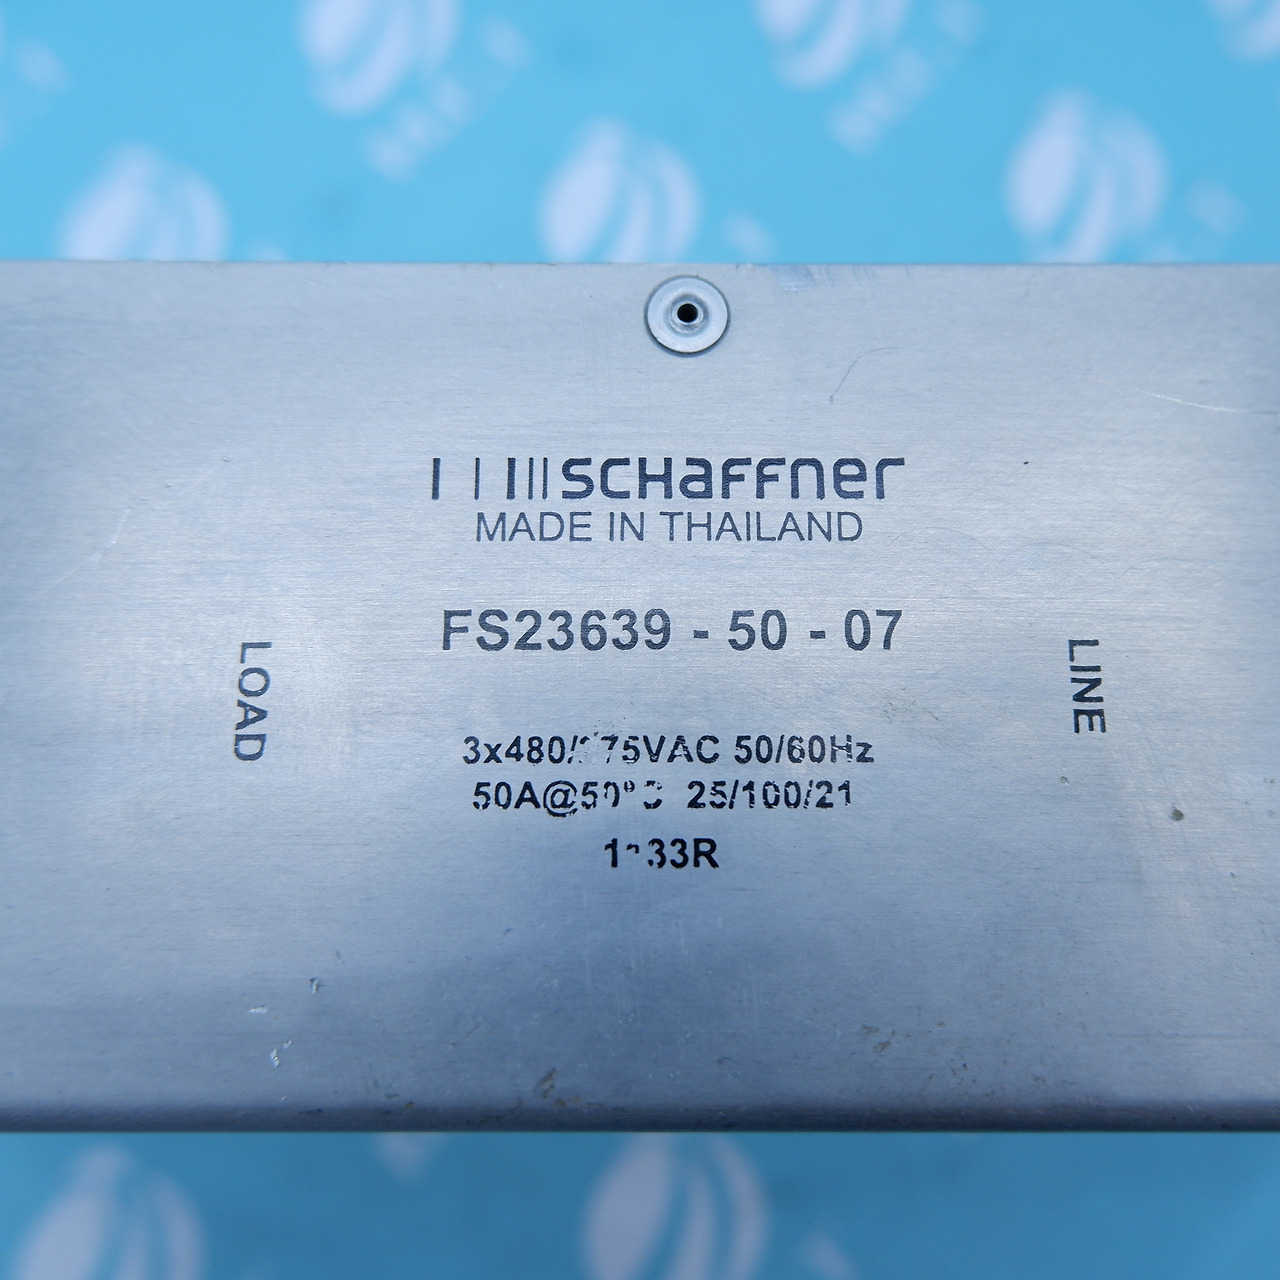 SCHAFFNER
MADE IN THAILAND
FS23639 - 50 - 07
LOAD
LINE
50/60Hz
25/100/21